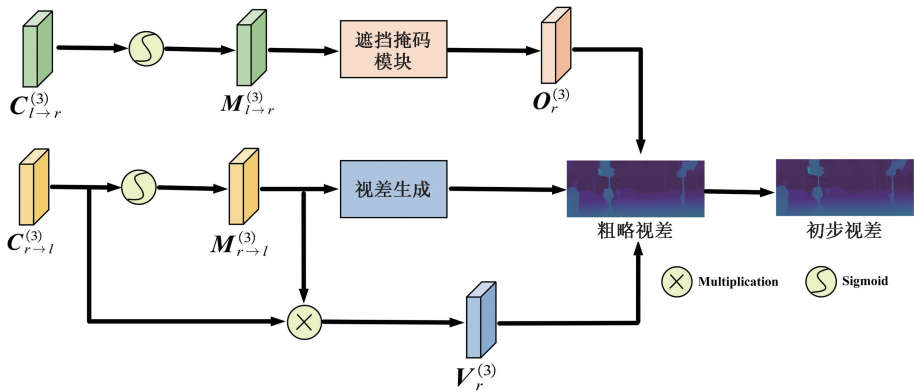 C_{l→r}^{(3)}
M_{l→r}^{(3)}
遮挡掩码
模块
O_r^{(3)}
C_{r→l}^{(3)}
M_{r→l}^{(3)}
视差生成
粗略视差
初步视差
Multiplication
Sigmoid
V_r^{(3)}